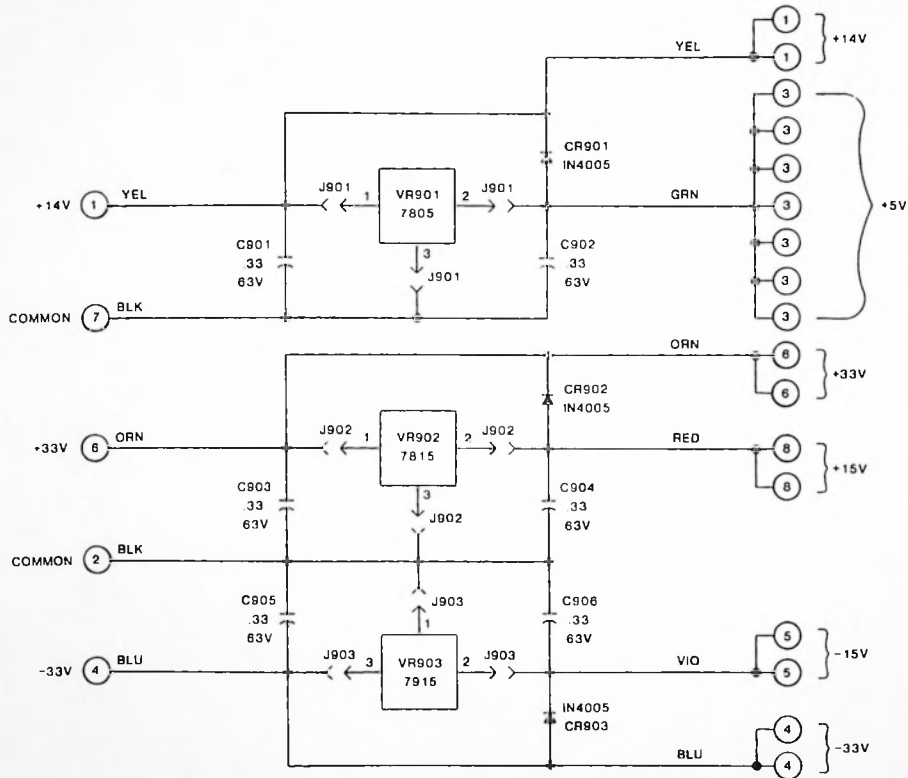 1
+14V
YEL
1
3
3
CR901
IN4005
3
J901
1
VR901
7805
2
J901
+14V
1
YEL
GRN
3
+5V
C901
.33
63V
3
J901
C902
.33
63V
3
3
COMMON
7
BLK
3
ORN
6
+33V
6
CR902
IN4005
J902
1
VR902
7815
2
J902
+33V
6
ORN
RED
8
+15V
8
C903
.33
63V
3
J902
C904
.33
63V
COMMON
2
BLK
C905
.33
63V
J903
1
C906
.33
63V
5
-15V
J903
3
VR903
7915
2
J903
-33V
4
BLU
VIO
5
IN4005
CR903
4
-33V
BLU
4